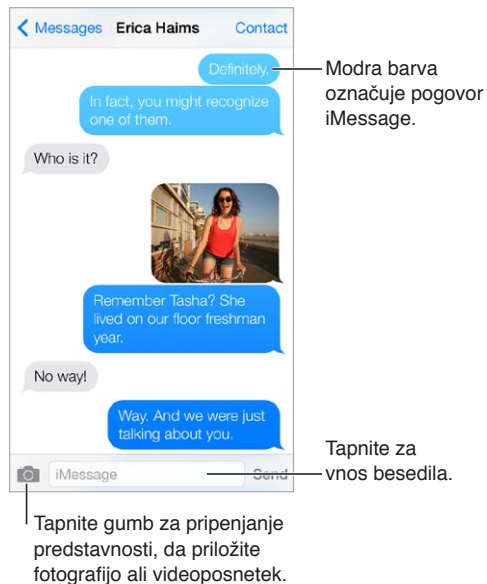 Messages Erica Haims Contact
Definitely.
Modra barva
označuje pogovor
iMessage.
In fact, you might recognize
one of them.
Who is it?
Remember Tasha? She
lived on our floor freshman
year.
No way!
Way. And we were just
talking about you.
iMessage Send
Tapnite za
vnos besedila.
Tapnite gumb za pripenjanje
predstavnosti, da priložite
fotografijo ali videoposnetek.